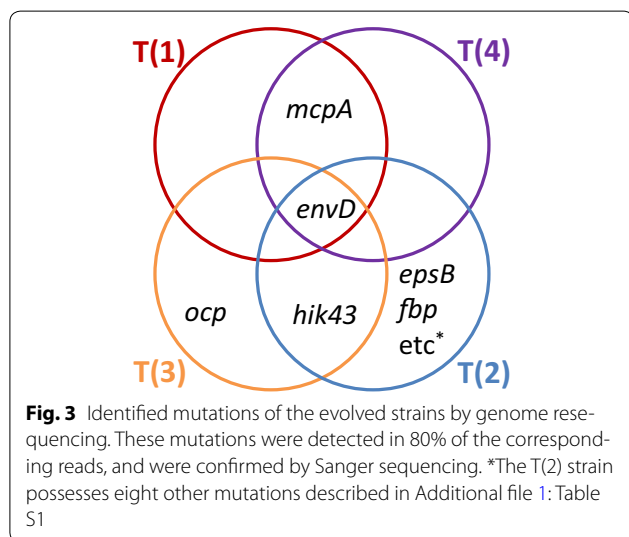 T(1) T(4)
mcpA
envD
epsB
ocp hik43 fbp
etc*
T(3) T(2)
Fig. 3 Identified mutations of the evolved strains by genome rese-
quencing. These mutations were detected in 80% of the correspond-
ing reads, and were confirmed by Sanger sequencing. *The T(2) strain
possesses eight other mutations described in Additional file 1: Table
S1